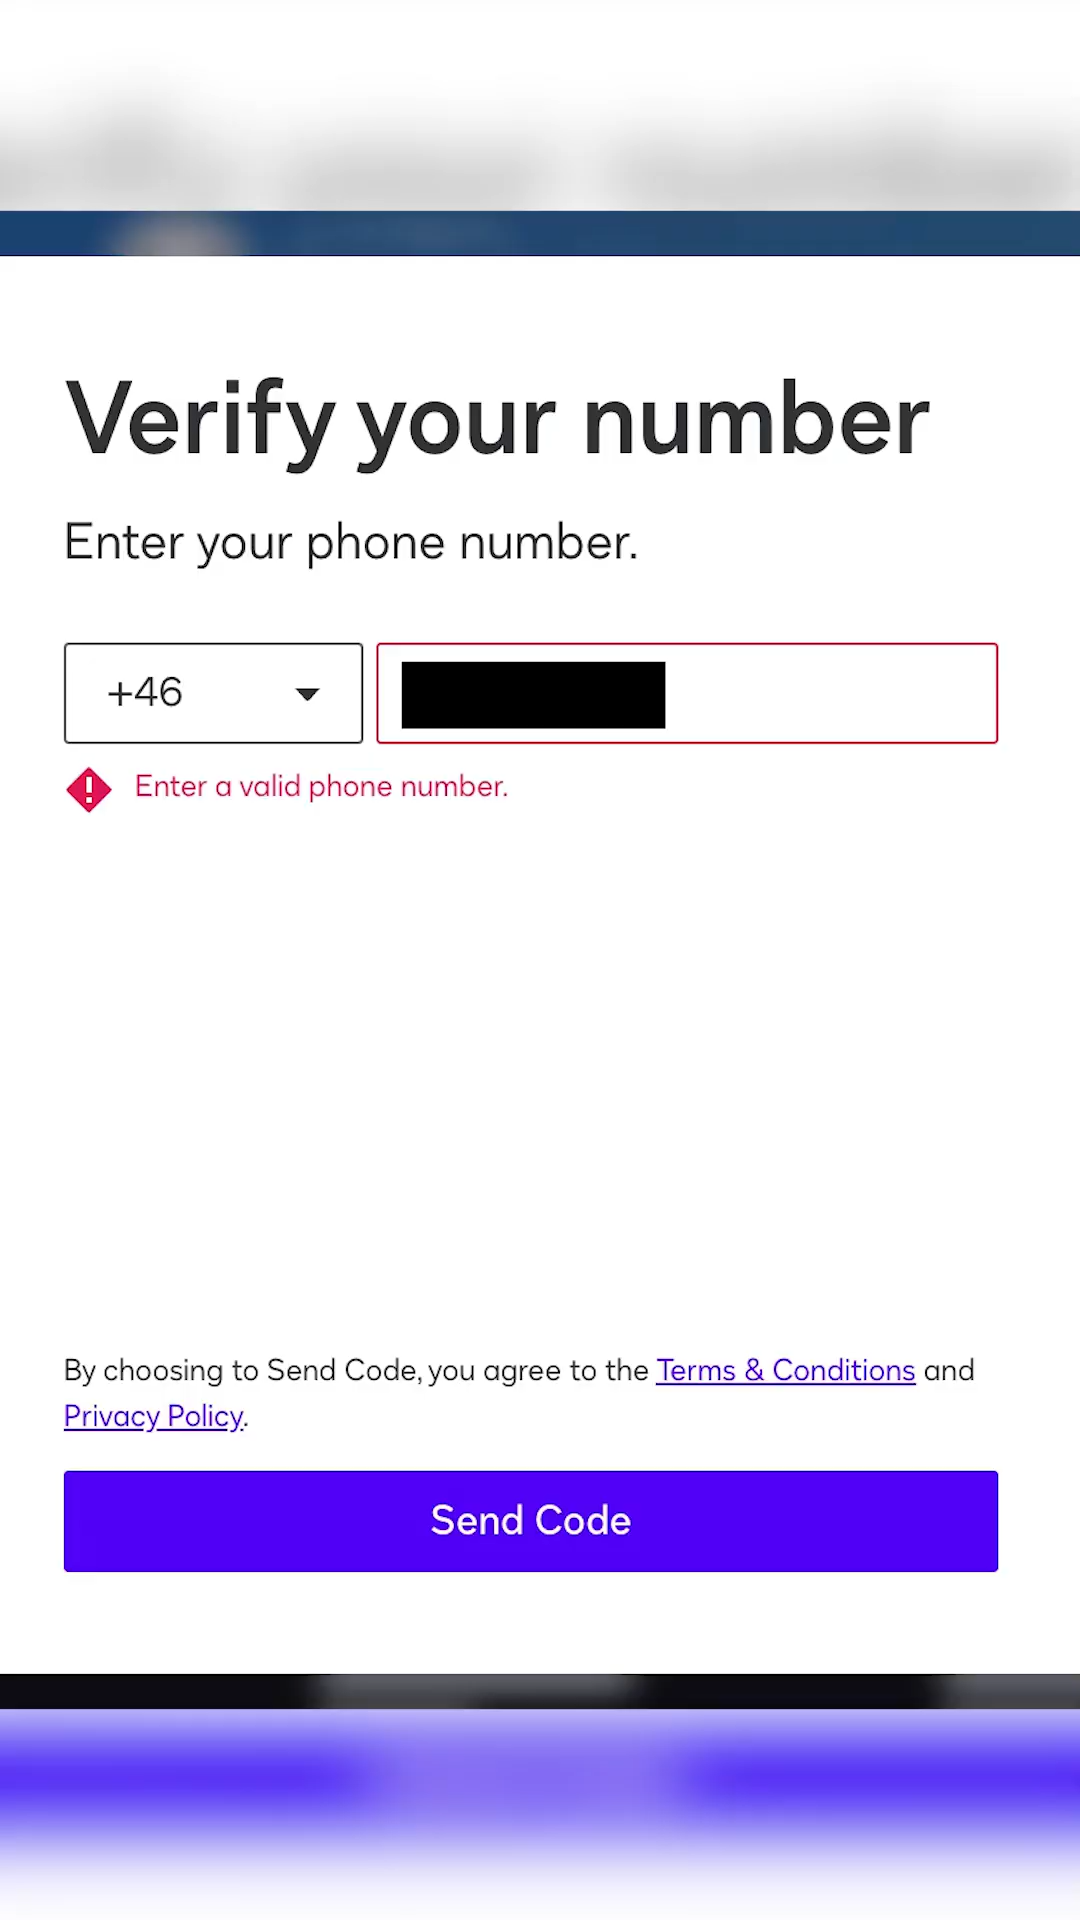 Verify your number
Enter your phone number.
+46
Enter a valid phone number.
By choosing to Send Code, you agree to the Terms & Conditions and
Privacy Policy.
Send Code